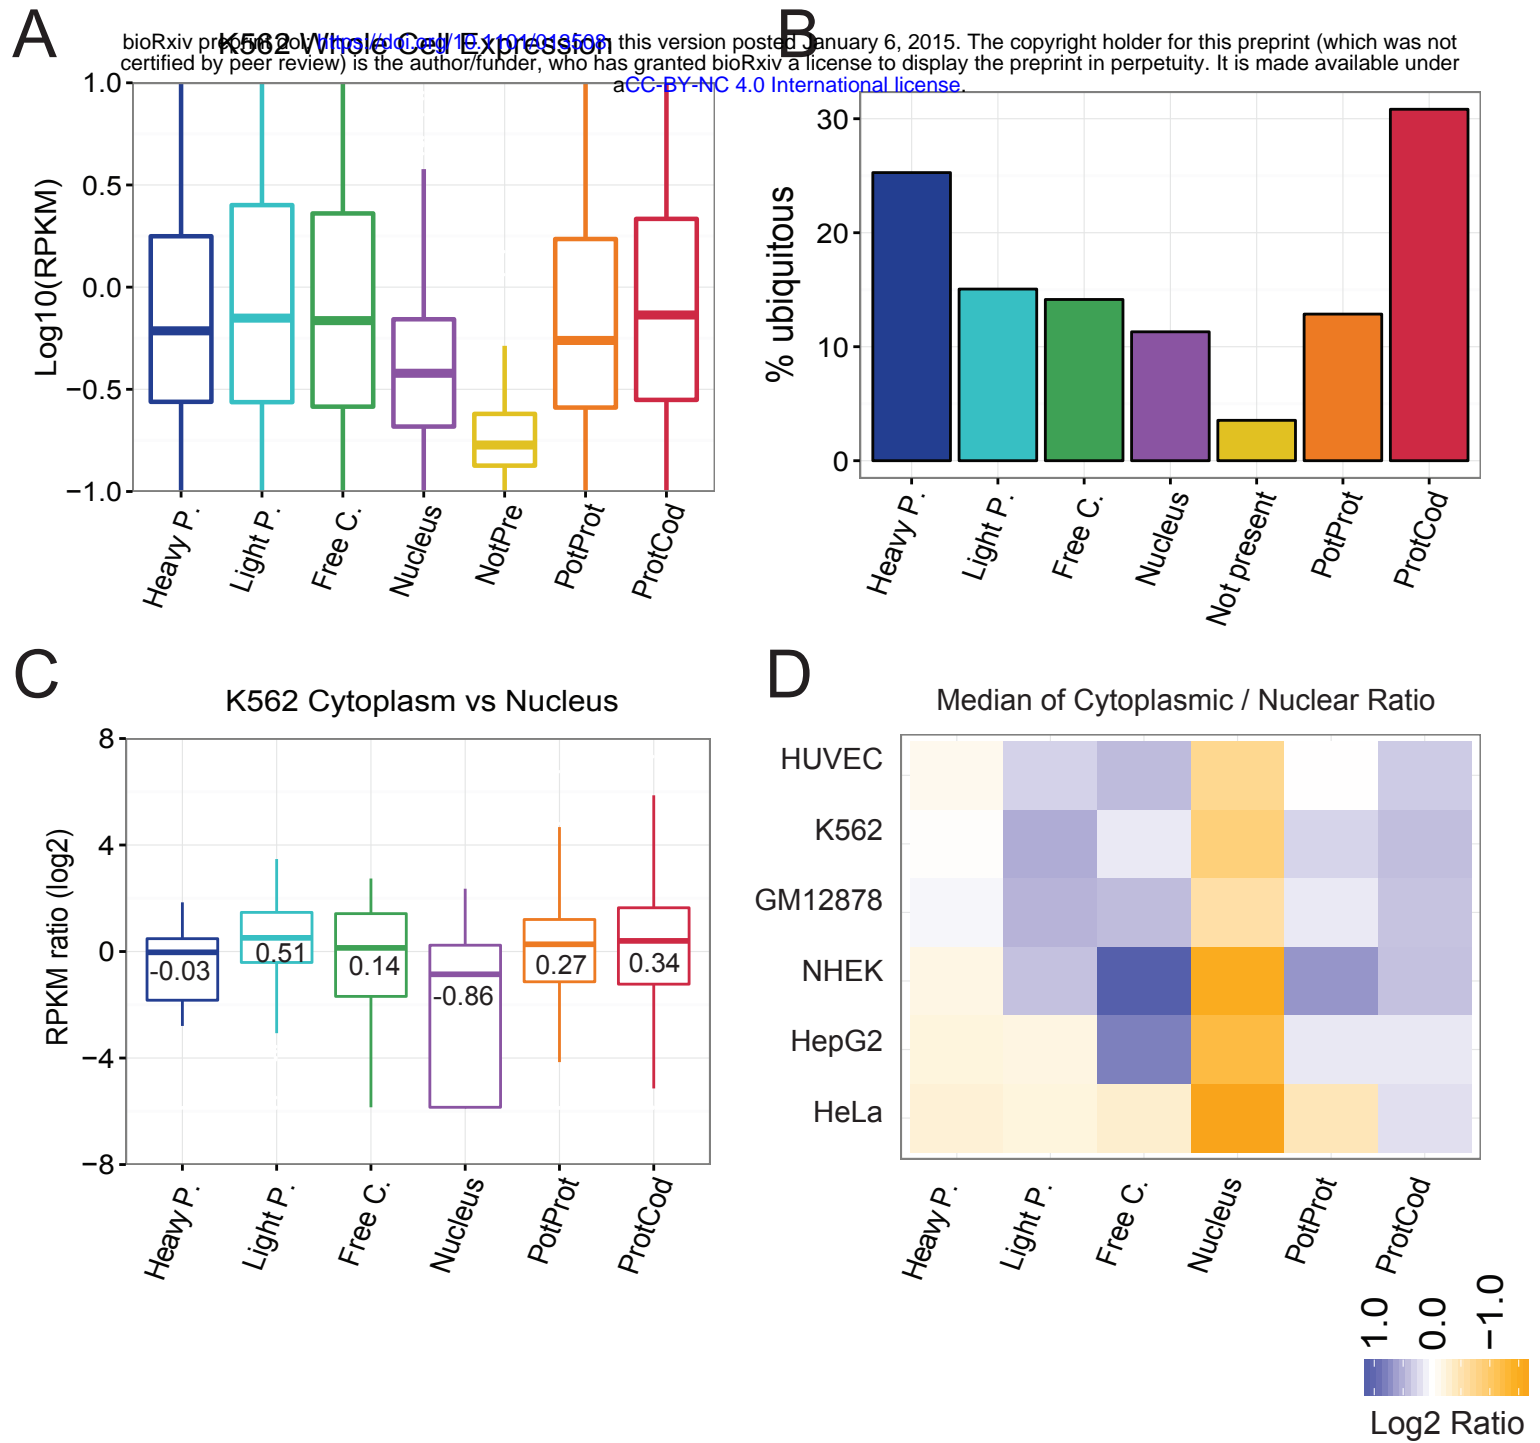 A
B
K562 Whole Cell Expression
bioRxiv preprint doi: https://doi.org/10.1101/013508; this version posted January 6, 2015. The copyright holder for this preprint (which was not
certified by peer review) is the author/funder, who has granted bioRxiv a license to display the preprint in perpetuity. It is made available under
aCC-BY-NC 4.0 International license.
Log10(RPKM)
1.0
0.5
0.0
−0.5
−1.0
Heavy P.
Light P.
Free C.
Nucleus
NotPre
PotProt
ProtCod
% ubiquitous
30
20
10
0
Heavy P.
Light P.
Free C.
Nucleus
Not present
PotProt
ProtCod
C
K562 Cytoplasm vs Nucleus
RPKM ratio (log2)
8
4
0
−4
−8
-0.03
0.51
0.14
-0.86
0.27
0.34
Heavy P.
Light P.
Free C.
Nucleus
PotProt
ProtCod
D
Median of Cytoplasmic / Nuclear Ratio
HUVEC
K562
GM12878
NHEK
HepG2
HeLa
Heavy P.
Light P.
Free C.
Nucleus
PotProt
ProtCod
1.0
0.0
−1.0
Log2 Ratio